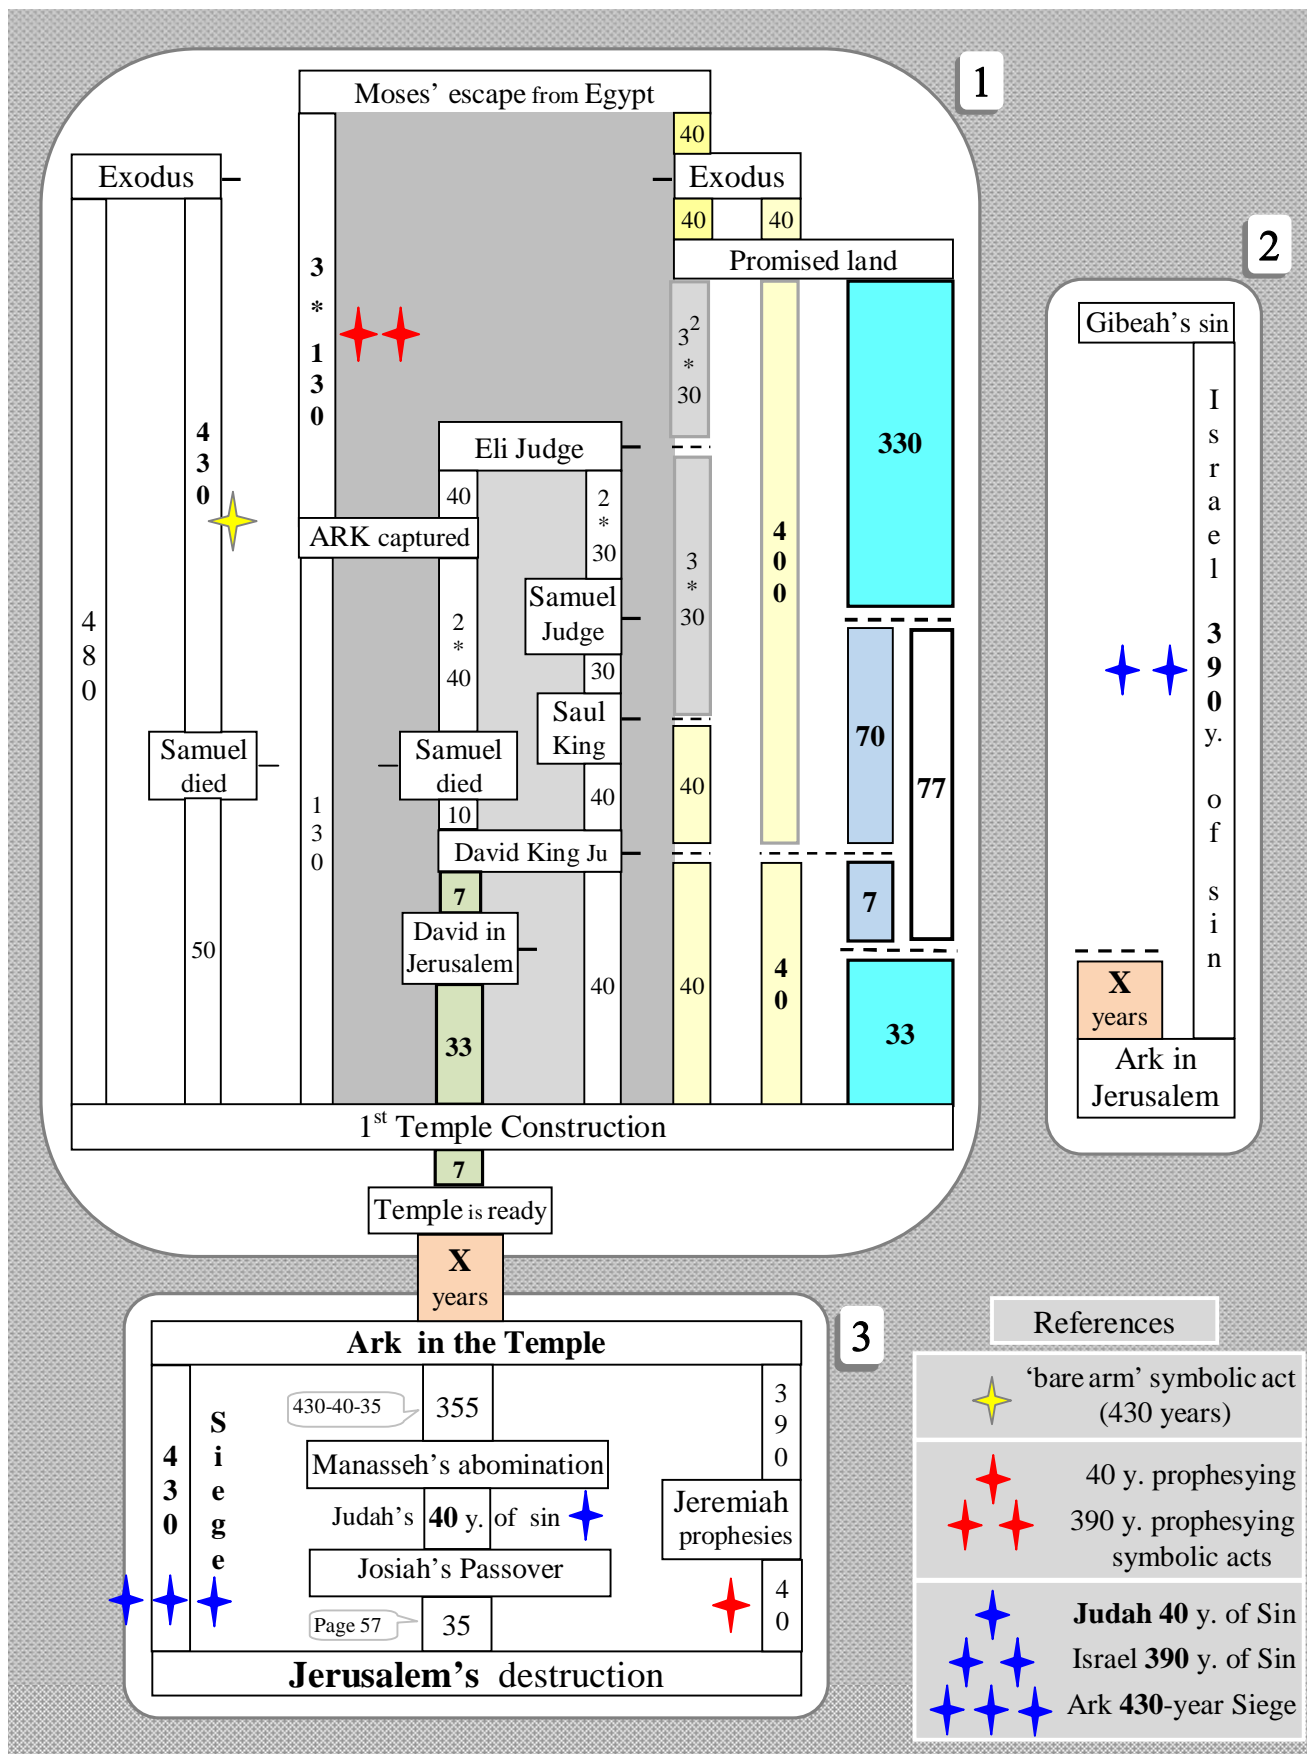 1
Moses’ escape from Egypt
40
Exodus
Exodus
40
40
Promised land
3
*
1
3
0
3²
*
30
330
4
3
0
Eli Judge
40
2
*
30
ARK captured
4
0
0
3
*
30
Samuel
Judge
4
8
0
2
*
40
30
Saul
King
70
77
Samuel
died
Samuel
died
40
40
10
1
3
0
David King Ju
7
7
David in
Jerusalem
50
40
40
4
0
33
33
1st Temple Construction
7
Temple is ready
X
years
2
Gibeah’s sin
I
s
r
a
e
l
3
9
0
y.
o
f
s
i
n
X
years
Ark in
Jerusalem
3
Ark in the Temple
430-40-35
355
3
9
0
S
i
e
g
e
4
3
0
Manasseh’s abomination
Judah’s 40 y. of sin
Jeremiah
prophesies
Josiah’s Passover
Page 57
35
4
0
Jerusalem’s destruction
References
‘bare arm’ symbolic act
(430 years)
40 y. prophesying
390 y. prophesying
symbolic acts
Judah 40 y. of Sin
Israel 390 y. of Sin
Ark 430-year Siege